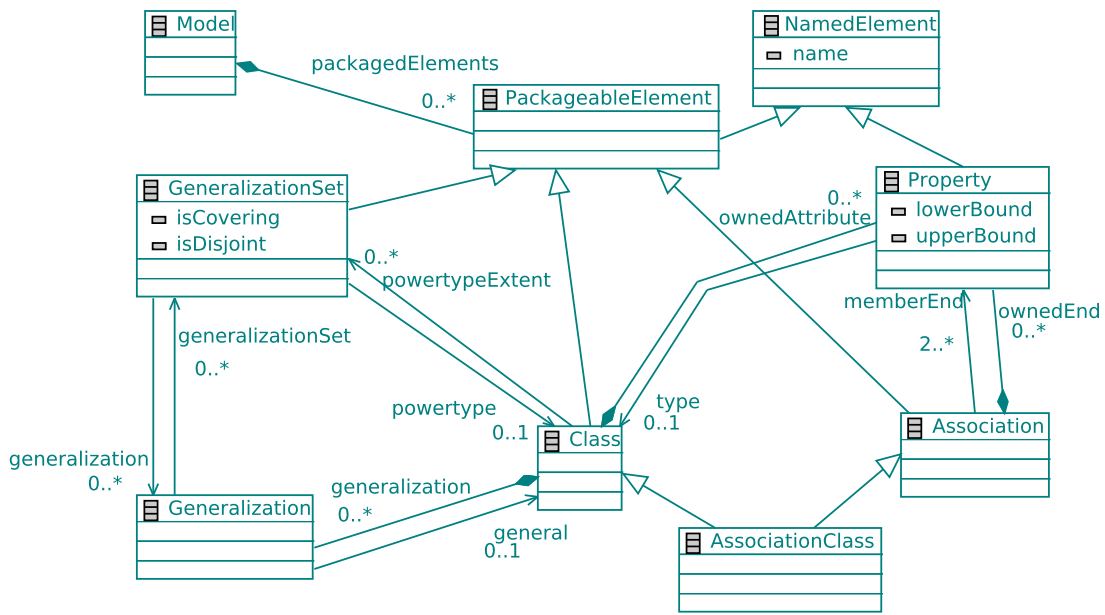 Model
NamedElement
name
packagedElements
0..*
PackageableElement
GeneralizationSet
isCovering
isDisjoint
Property
lowerBound
upperBound
0..*
ownedAttribute
0..*
powertypeExtent
memberEnd
2..*
ownedEnd
0..*
generalizationSet
0..*
powertype
0..1
type
0..1
Class
Association
generalization
0..*
generalization
0..*
Generalization
general
0..1
AssociationClass